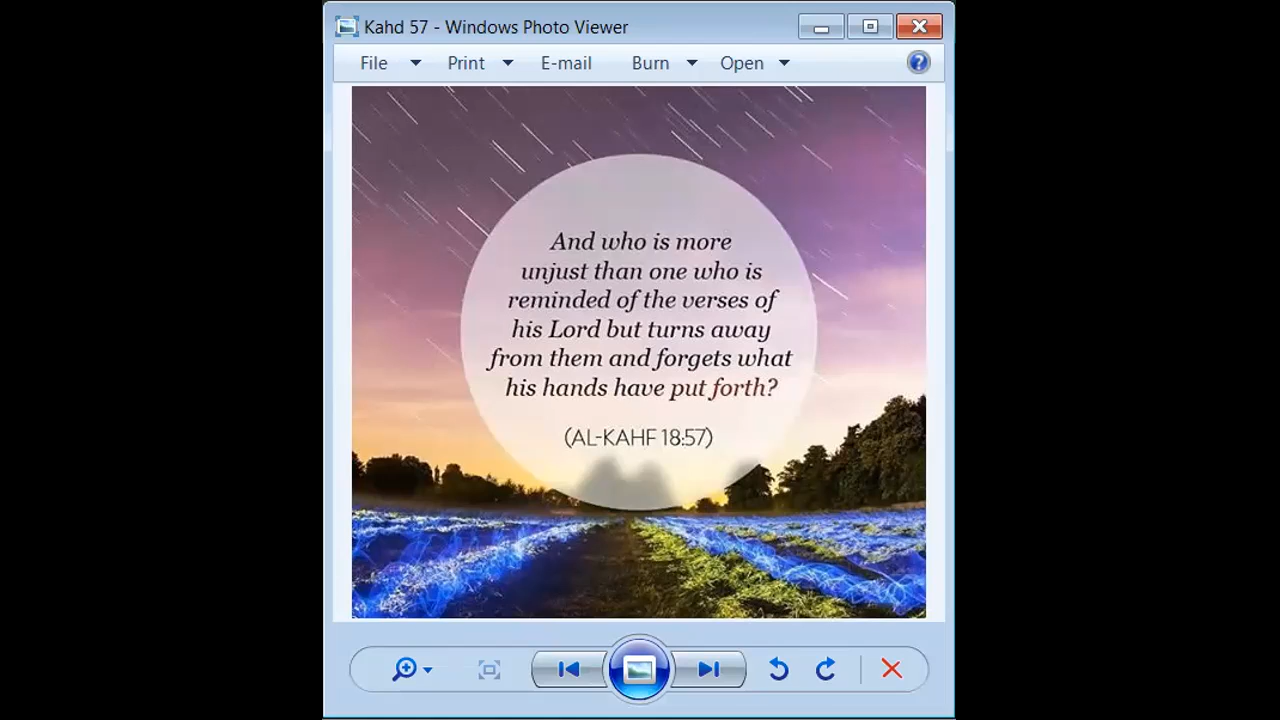 Kahd 57 - Windows Photo Viewer
File Print E-mail Burn Open
And who is more
unjust than one who is
reminded of the verses of
his Lord but turns away
from them and forgets what
his hands have put forth?
(AL-KAHF 18:57)